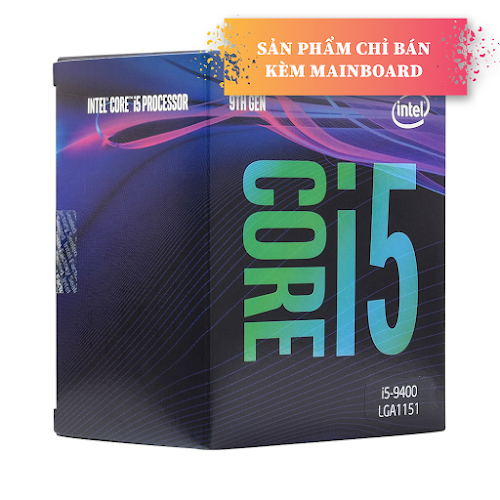 SẢN PHẨM CHỈ BÁN
KÈM MAINBOARD
INTEL® CORE™ i5 PROCESSOR
9TH GEN
intel
CORE i5
i5-9400
LGA1151